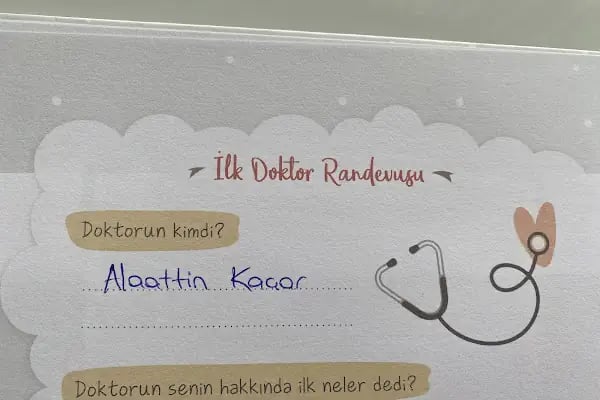 İlk Doktor Randevusu
Doktorun kimdi?
Alaattin Kaçar
Doktorun senin hakkında ilk neler dedi?